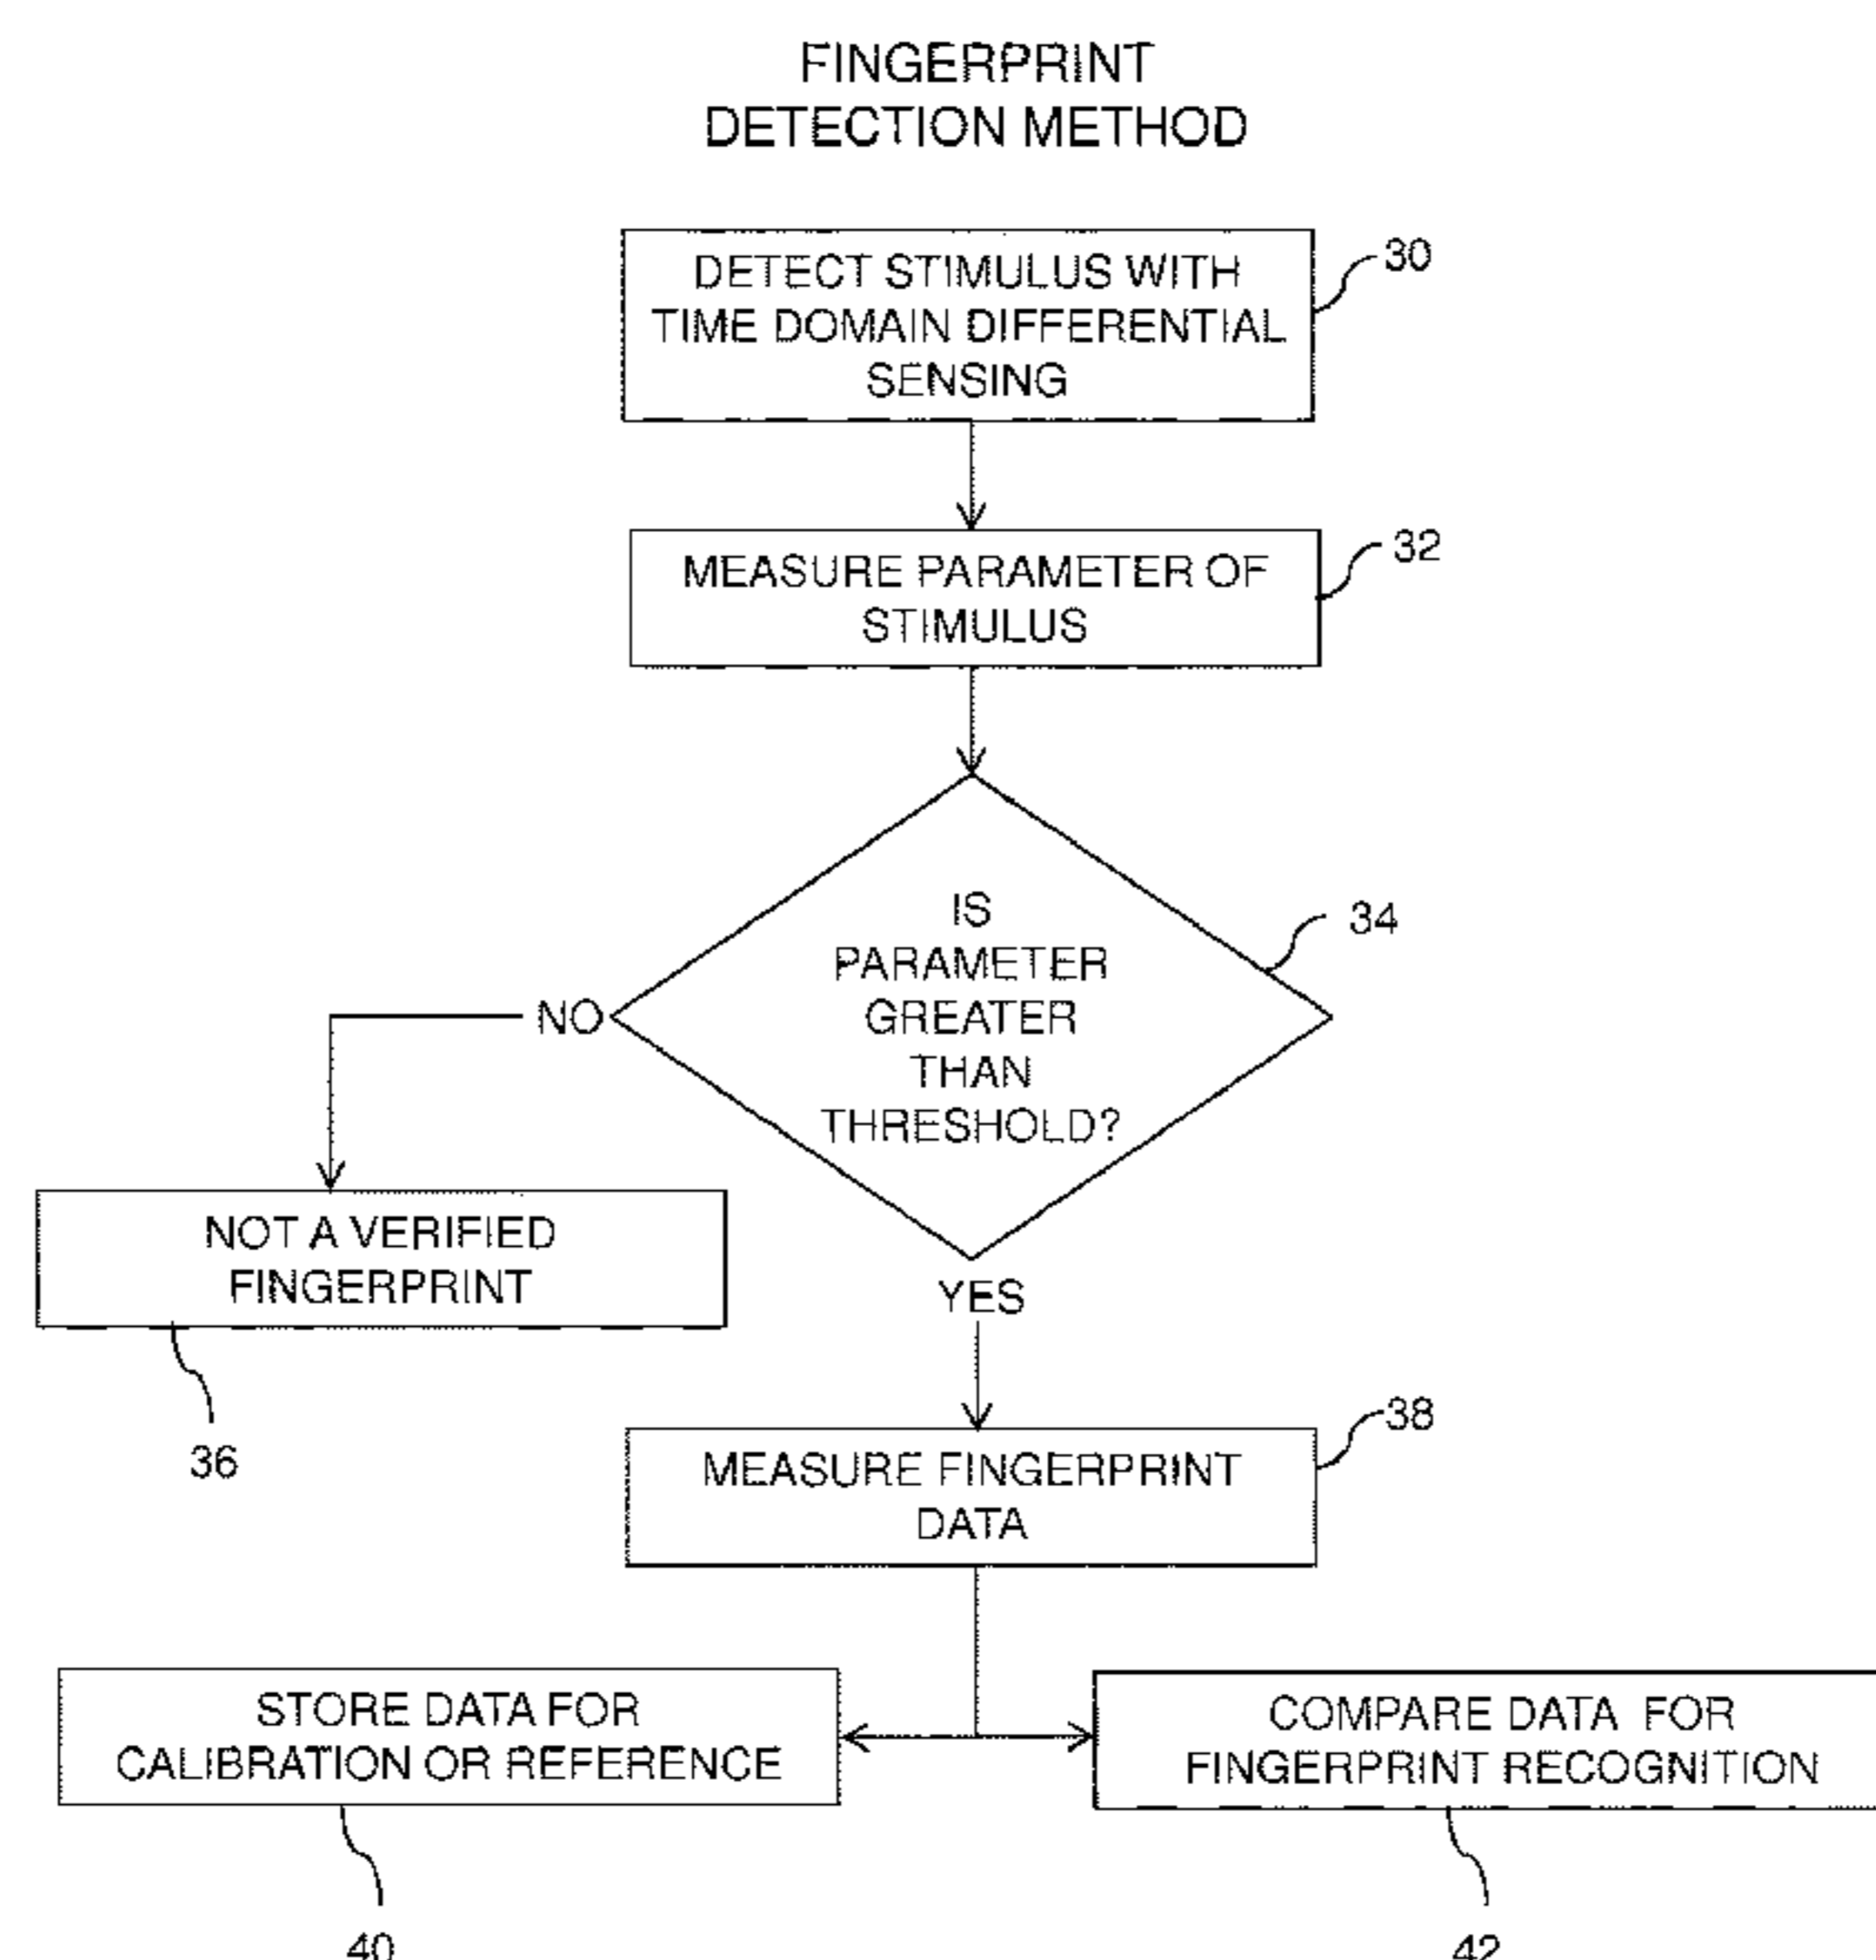 FINGERPRINT
DETECTION METHOD
DETECT STIMULUS WITH
TIME DOMAIN DIFFERENTIAL
SENSING
30
MEASURE PARAMETER OF
STIMULUS
32
IS
PARAMETER
GREATER
THAN
THRESHOLD?
34
NO
NOT A VERIFIED
FINGERPRINT
36
YES
MEASURE FINGERPRINT
DATA
38
STORE DATA FOR
CALIBRATION OR REFERENCE
40
COMPARE DATA FOR
FINGERPRINT RECOGNITION
42